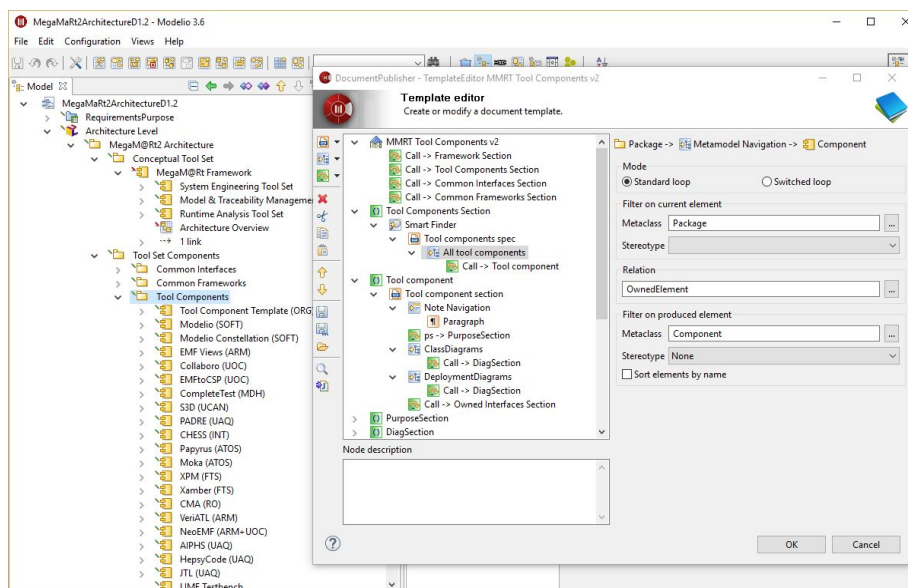 MegaMaRt2ArchitectureD1.2 - Modelio 3.6
File Edit Configuration Views Help
Model
MegaMaRt2ArchitectureD1.2
RequirementsPurpose
Architecture Level
MegaM@Rt2 Architecture
Conceptual Tool Set
MegaM@Rt Framework
System Engineering Tool Set
Model & Traceability Manageme
Runtime Analysis Tool Set
Architecture Overview
1 link
Tool Set Components
Common Interfaces
Common Frameworks
Tool Components
Tool Component Template (ORG
Modelio (SOFT)
Modelio Constellation (SOFT)
EMF Views (ARM)
Collaboro (UOC)
EMFtoCSP (UOC)
CompleteTest (MDH)
S3D (UCAN)
PADRE (UAQ)
CHESS (INT)
Papyrus (ATOS)
Moka (ATOS)
XPM (FTS)
Xamber (FTS)
CMA (RO)
VeriATL (ARM)
NeoEMF (ARM+UOC)
AIPHS (UAQ)
HepsyCode (UAQ)
JTL (UAQ)
UME Testbench
DocumentPublisher - TemplateEditor MMRT Tool Components v2
Template editor
Create or modify a document template.
MMRT Tool Components v2
Call -> Framework Section
Call -> Tool Components Section
Call -> Common Interfaces Section
Call -> Common Frameworks Section
Tool Components Section
Smart Finder
Tool components spec
All tool components
Call -> Tool component
Tool component
Tool component section
Note Navigation
Paragraph
ps -> PurposeSection
ClassDiagrams
Call -> DiagSection
DeploymentDiagrams
Call -> DiagSection
Call -> Owned Interfaces Section
PurposeSection
DiagSection
Node description
Package -> Metamodel Navigation -> Component
Mode
Standard loop Switched loop
Filter on current element
Metaclass Package ...
Stereotype
Relation
OwnedElement ...
Filter on produced element
Metaclass Component ...
Stereotype None
Sort elements by name
OK Cancel